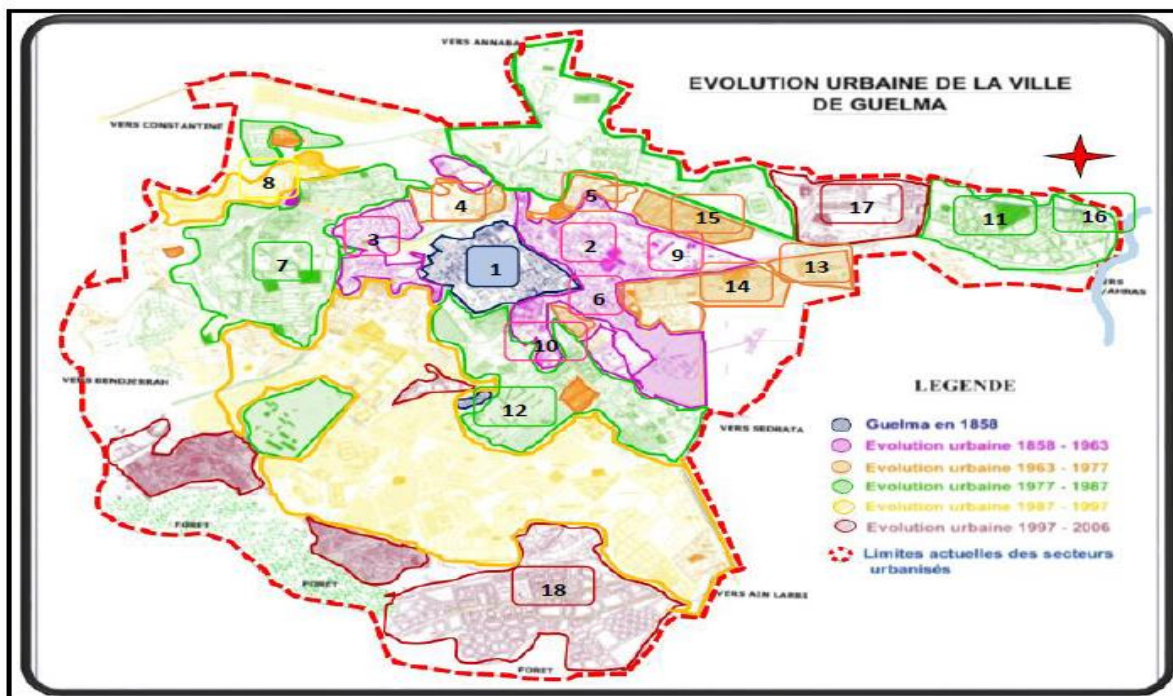 VERS ANNABA
EVOLUTION URBAINE DE LA VILLE
DE GUELMA
VERS CONSTANTINE
8
4
5
15
17
11
16
3
2
9
7
1
13
14
6
VERS
10
VERS BENDJEBRAH
LEGENDE
12
VERS SEDRATA
Guelma en 1858
Evolution urbaine 1858 - 1963
Evolution urbaine 1963 - 1977
Evolution urbaine 1977 - 1987
Evolution urbaine 1987 - 1997
Evolution urbaine 1997 - 2006
Limites actuelles des secteurs
urbanisés
FORET
FORET
18
VERS AIN LARBI
FORET